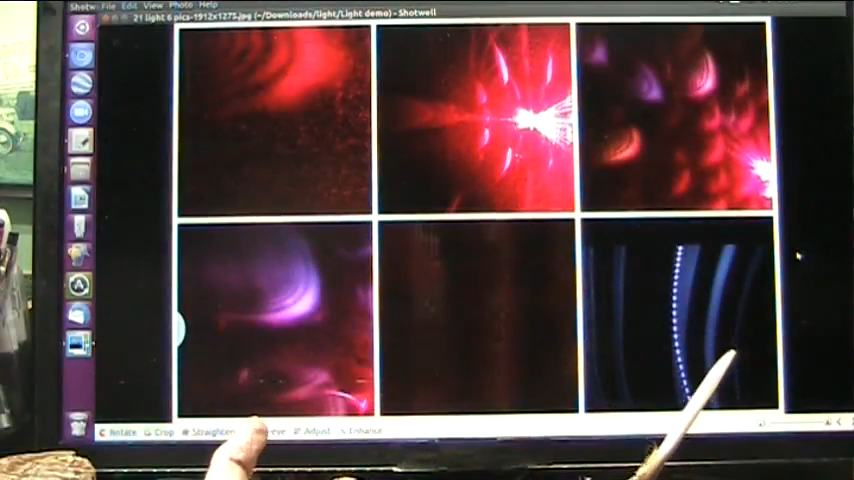 Shotw File Edit View Photo Help
21 light 6 pics-1912x1275.jpg (~/Downloads/light/Light demo) - Shotwell
Rotate Crop Straighten Adjust Enhance